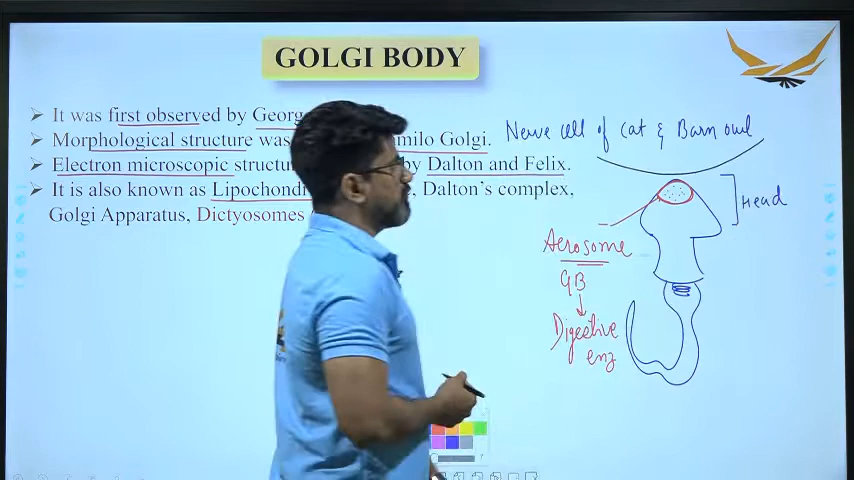 GOLGI BODY
It was first observed by Georg
Morphological structure was milo Golgi.
Electron microscopic structu by Dalton and Felix.
It is also known as Lipochondri , Dalton's complex,
Golgi Apparatus, Dictyosomes
Nerve cell of Cat & Barn owl
Head
Acrosome
GB
Digestive
enz